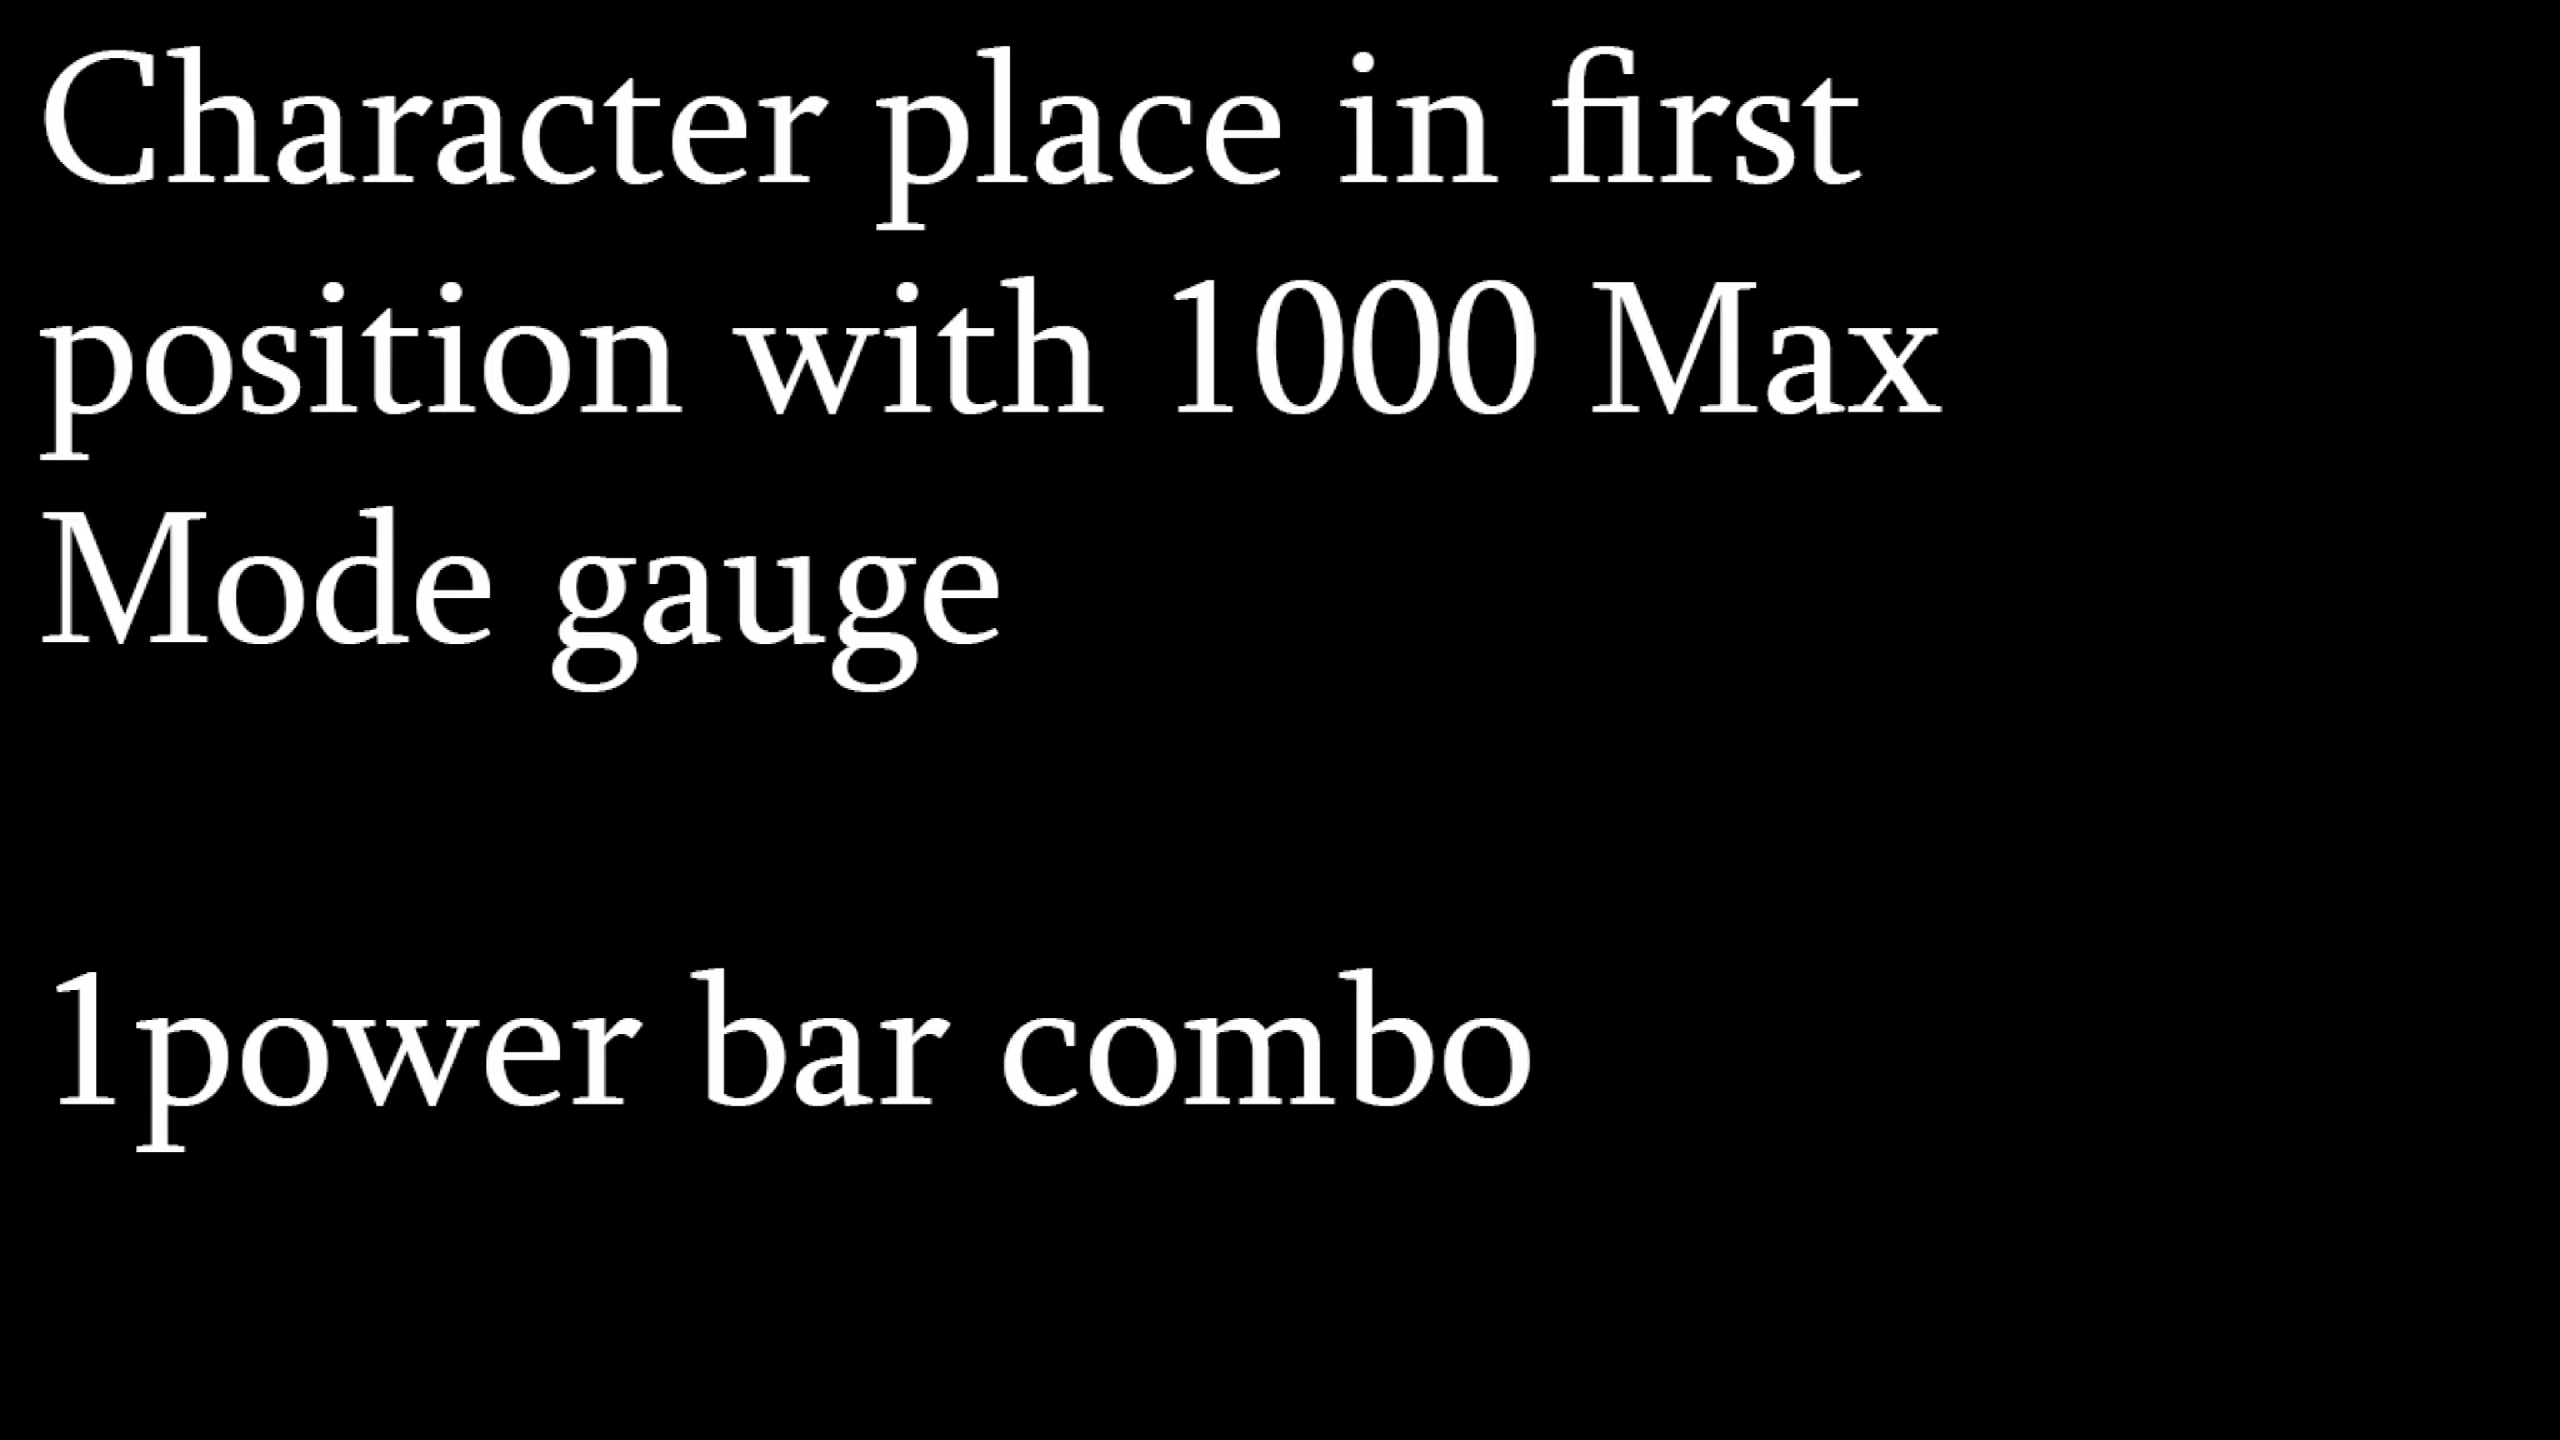 Character place in first
position with 1000 Max
Mode gauge
1power bar combo